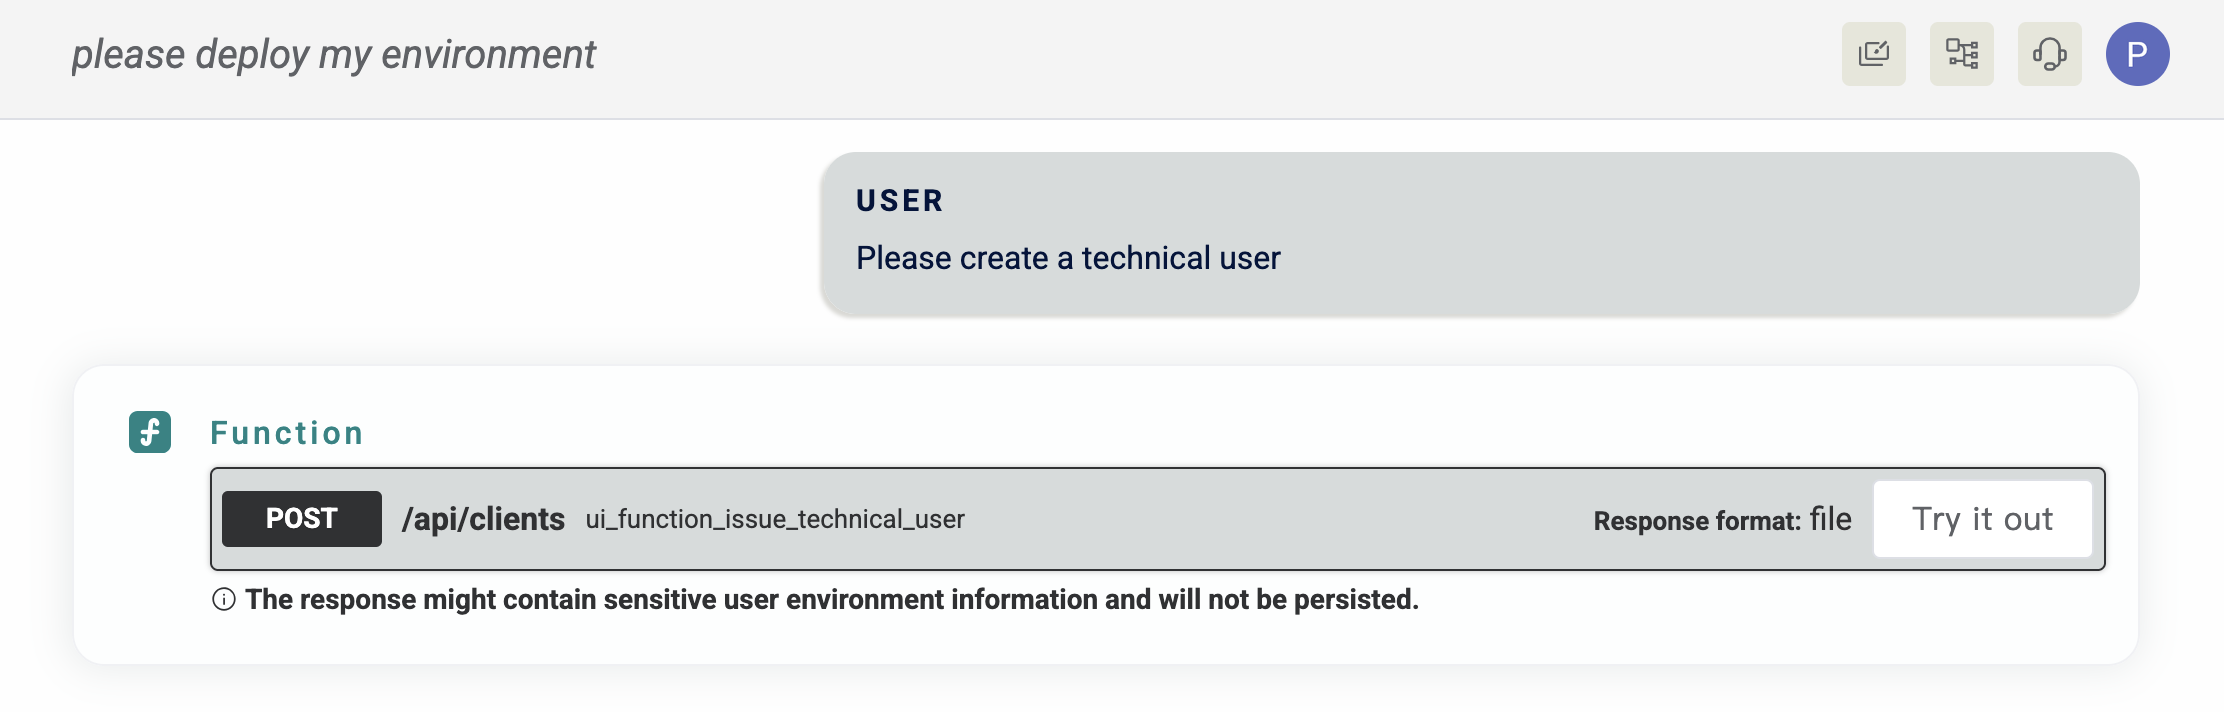 please deploy my environment
P
USER
Please create a technical user
Function
POST /api/clients ui_function_issue_technical_user Response format: file Try it out
The response might contain sensitive user environment information and will not be persisted.